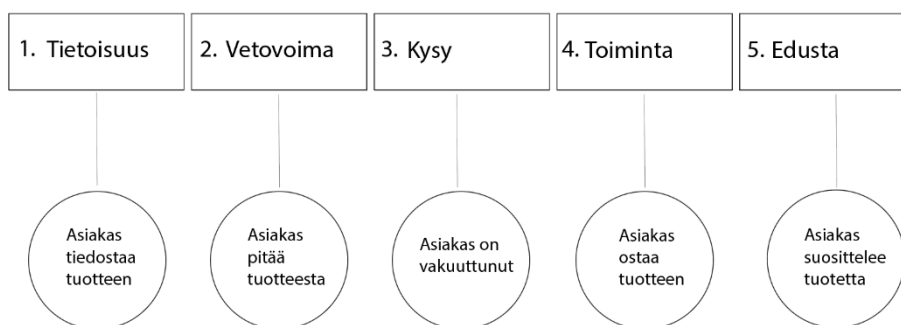 1. Tietoisuus
2. Vetovoima
3. Kysy
4. Toiminta
5. Edusta
Asiakas
tiedostaa
tuotteen
Asiakas
pitää
tuotteesta
Asiakas on
vakuuttunut
Asiakas
ostaa
tuotteen
Asiakas
suosittelee
tuotetta